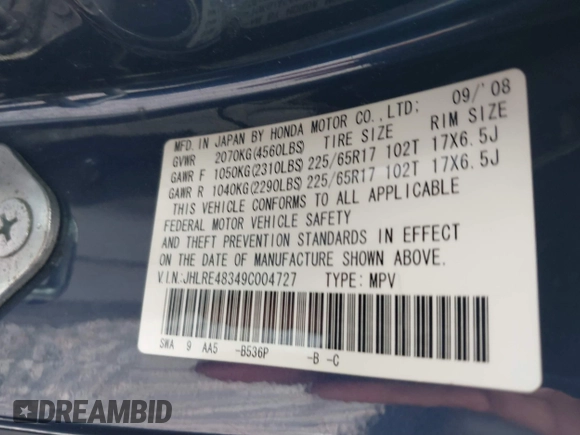 MFD. IN JAPAN BY HONDA MOTOR CO.,LTD: 09/'08
GVWR 2070KG(4560LBS) TIRE SIZE RIM SIZE
GAWR F 1050KG(2310LBS) 225/65R17 102T 17X6.5J
GAWR R 1040KG(2290LBS) 225/65R17 102T 17X6.5J
THIS VEHICLE CONFORMS TO ALL APPLICABLE
FEDERAL MOTOR VEHICLE SAFETY
AND THEFT PREVENTION STANDARDS IN EFFECT
ON THE DATE OF MANUFACTURE SHOWN ABOVE.
V.I.N:JHLRE48349C004727 TYPE: MPV
SWA 9 AA5 -B536P -B -C
DREAMBID